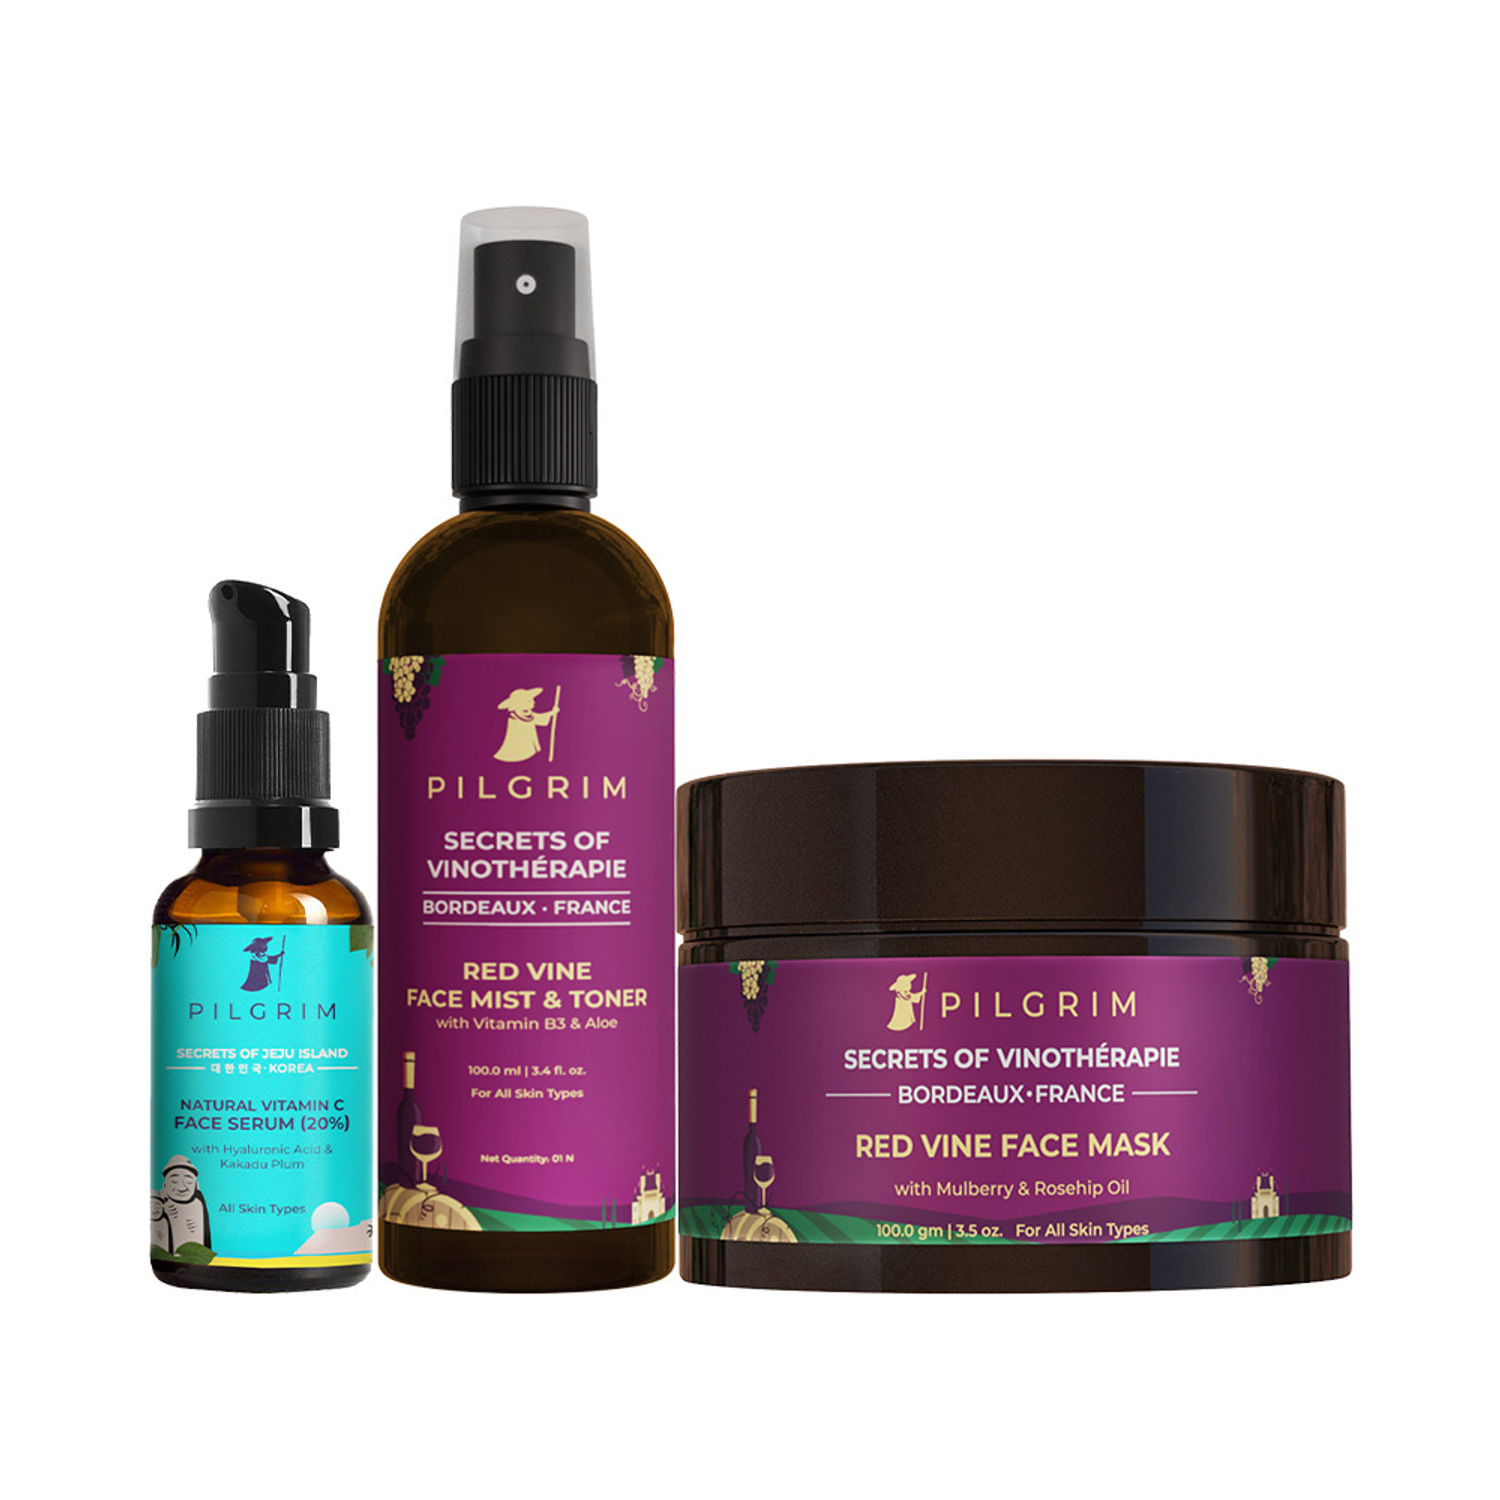 PILGRIM
SECRETS OF JEJU ISLAND
대한민국·KOREA
NATURAL VITAMIN C
FACE SERUM (20%)
with Hyaluronic Acid &
Kakadu Plum
All Skin Types
PILGRIM
SECRETS OF
VINOTHÉRAPIE
BORDEAUX · FRANCE
RED VINE
FACE MIST & TONER
with Vitamin B3 & Aloe
100.0 ml | 3.4 fl. oz.
For All Skin Types
Net Quantity: 01 N
PILGRIM
SECRETS OF VINOTHÉRAPIE
BORDEAUX·FRANCE
RED VINE FACE MASK
with Mulberry & Rosehip Oil
100.0 gm | 3.5 oz. For All Skin Types